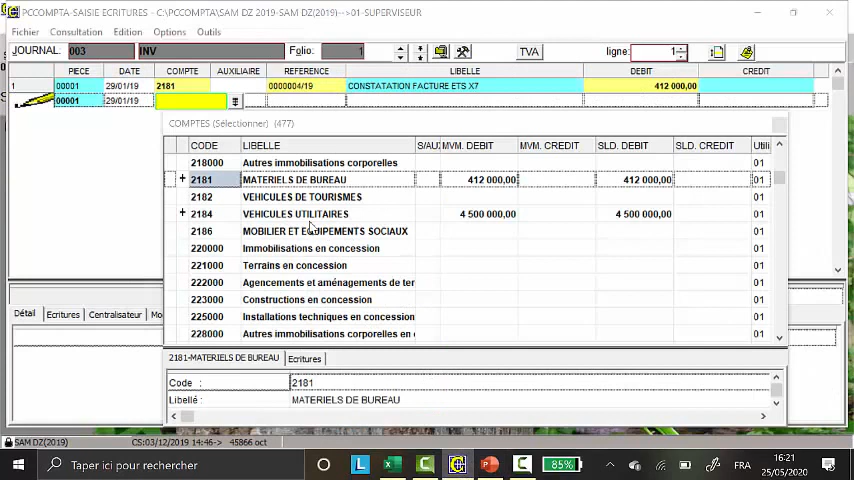 PCCOMPTA-SAISIE ECRITURES - C:\PCCOMPTA\SAM DZ 2019-SAM DZ(2019)-->01-SUPERVISEUR
Fichier Consultation Edition Options Outils
JOURNAL: 003 INV Folio: 1 TVA ligne: 1
PIECE DATE COMPTE AUXILIAIRE REFERENCE LIBELLE DEBIT CREDIT
1 00001 29/01/19 2181 0000004/19 CONSTATATION FACTURE ETS X7 412 000,00
00001 29/01/19
COMPTES (Sélectionner) (477)
CODE LIBELLE S/AUX MVM. DEBIT MVM. CREDIT SLD. DEBIT SLD. CREDIT Utili
218000 Autres immobilisations corporelles 01
+ 2181 MATERIELS DE BUREAU 412 000,00 412 000,00 01
2182 VEHICULES DE TOURISMES 01
+ 2184 VEHICULES UTILITAIRES 4 500 000,00 4 500 000,00 01
2186 MOBILIER ET EQUIPEMENTS SOCIAUX 01
220000 Immobilisations en concession 01
221000 Terrains en concession 01
222000 Agencements et aménagements de ter 01
223000 Constructions en concession 01
225000 Installations techniques en concession 01
228000 Autres immobilisations corporelles en 01
Détail Ecritures Centralisateur Mo
2181-MATERIELS DE BUREAU Ecritures
Code : 2181
Libellé : MATERIELS DE BUREAU
SAM DZ(2019) CS:03/12/2019 14:46-> 45866 oct
Taper ici pour rechercher 85% FRA 16:21
25/05/2020